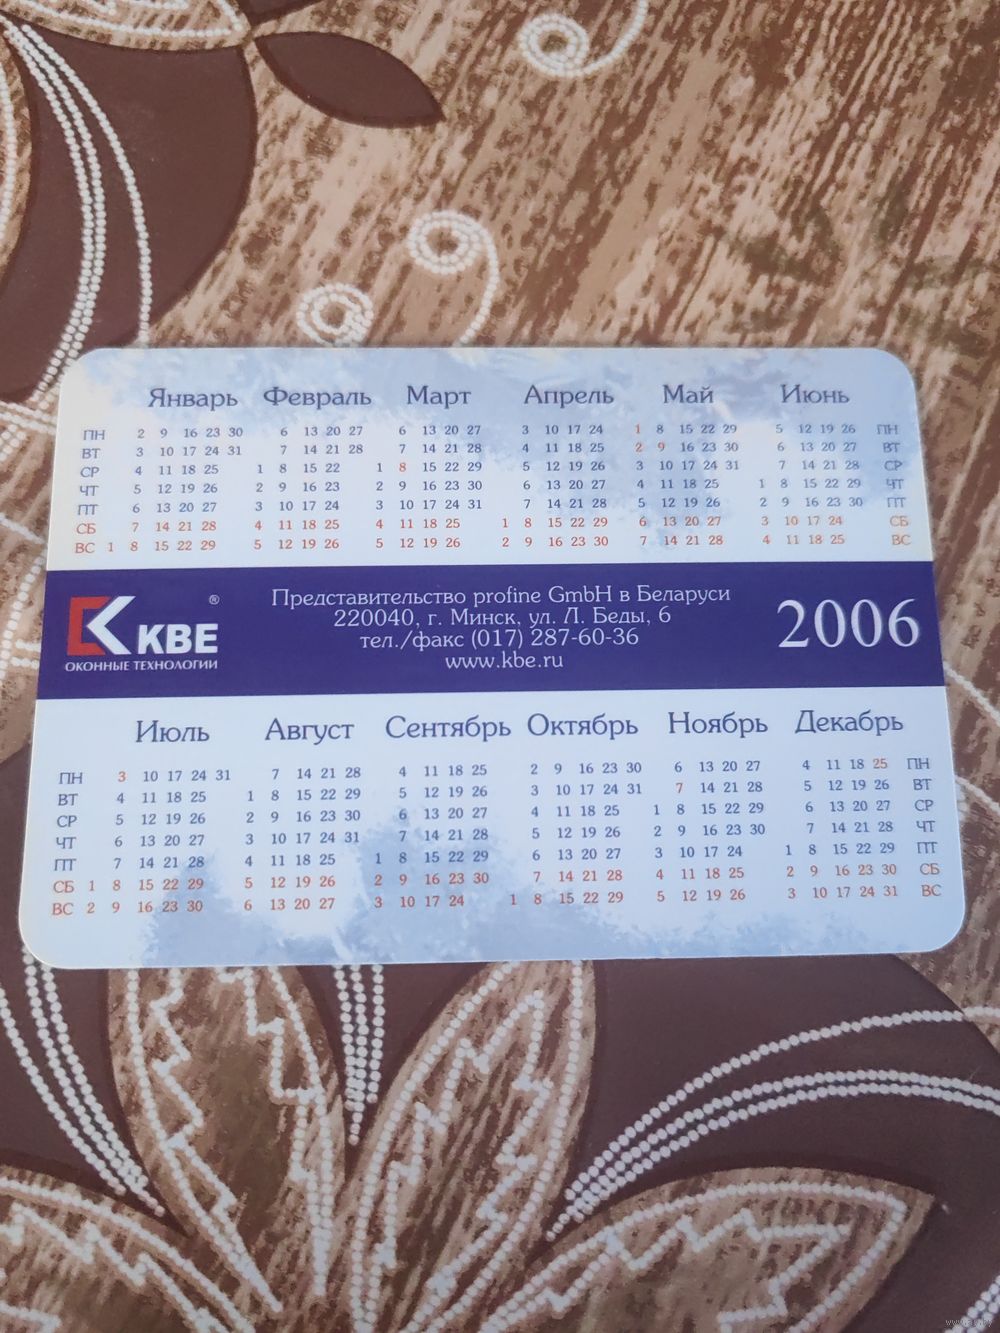 Январь Февраль Март Апрель Май Июнь
ПН 2 9 16 23 30 6 13 20 27 6 13 20 27 3 10 17 24 1 8 15 22 29 5 12 19 26 ПН
ВТ 3 10 17 24 31 7 14 21 28 7 14 21 28 4 11 18 25 2 9 16 23 30 6 13 20 27 ВТ
СР 4 11 18 25 1 8 15 22 1 8 15 22 29 5 12 19 26 3 10 17 24 31 7 14 21 28 СР
ЧТ 5 12 19 26 2 9 16 23 2 9 16 23 30 6 13 20 27 4 11 18 25 1 8 15 22 29 ЧТ
ПТ 6 13 20 27 3 10 17 24 3 10 17 24 31 7 14 21 28 5 12 19 26 2 9 16 23 30 ПТ
СБ 7 14 21 28 4 11 18 25 4 11 18 25 1 8 15 22 29 6 13 20 27 3 10 17 24 СБ
ВС 1 8 15 22 29 5 12 19 26 5 12 19 26 2 9 16 23 30 7 14 21 28 4 11 18 25 ВС
®
КВЕ
ОКОННЫЕ ТЕХНОЛОГИИ
Представительство profine GmbH в Беларуси
220040, г. Минск, ул. Л. Беды, 6
тел./факс (017) 287-60-36
www.kbe.ru
2006
Июль Август Сентябрь Октябрь Ноябрь Декабрь
ПН 3 10 17 24 31 7 14 21 28 4 11 18 25 2 9 16 23 30 6 13 20 27 4 11 18 25 ПН
ВТ 4 11 18 25 1 8 15 22 29 5 12 19 26 3 10 17 24 31 7 14 21 28 5 12 19 26 ВТ
СР 5 12 19 26 2 9 16 23 30 6 13 20 27 4 11 18 25 1 8 15 22 29 6 13 20 27 СР
ЧТ 6 13 20 27 3 10 17 24 31 7 14 21 28 5 12 19 26 2 9 16 23 30 7 14 21 28 ЧТ
ПТ 7 14 21 28 4 11 18 25 1 8 15 22 29 6 13 20 27 3 10 17 24 1 8 15 22 29 ПТ
СБ 1 8 15 22 29 5 12 19 26 2 9 16 23 30 7 14 21 28 4 11 18 25 2 9 16 23 30 СБ
ВС 2 9 16 23 30 6 13 20 27 3 10 17 24 1 8 15 22 29 5 12 19 26 3 10 17 24 31 ВС